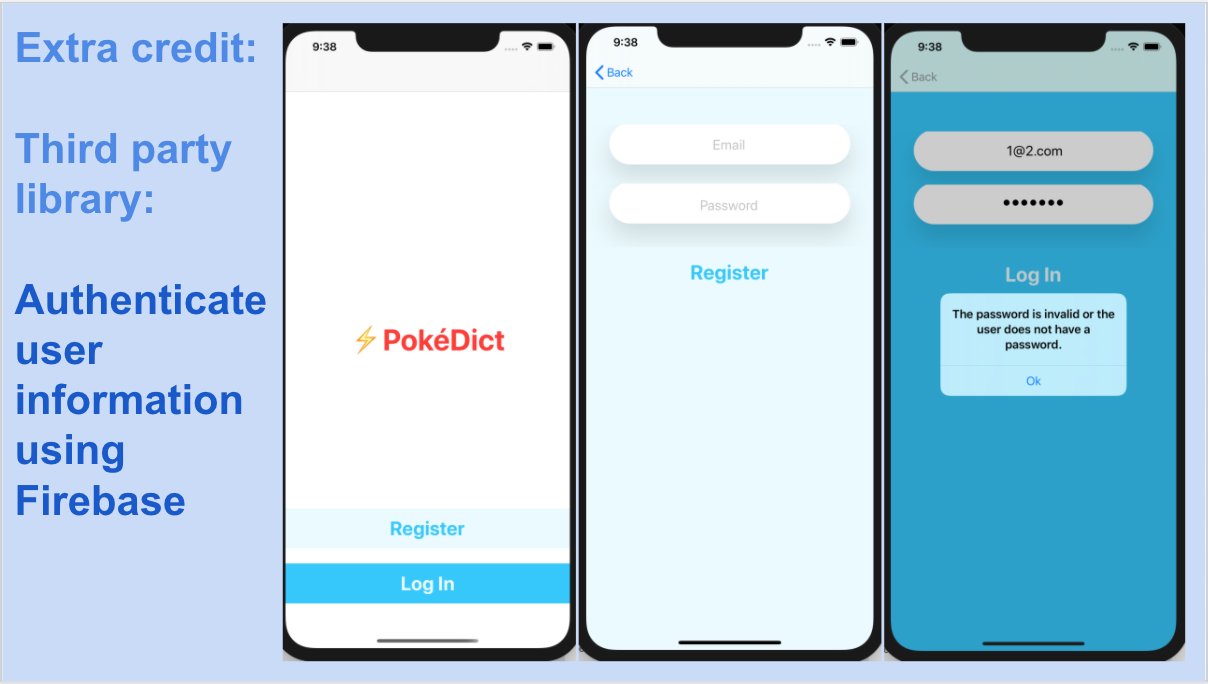 Extra credit:
Third party
library:
Authenticate
user
information
using
Firebase
9:38
⚡PokéDict
Register
Log In
9:38
Back
Email
Password
Register
9:38
Back
1@2.com
•••••••
Log In
The password is invalid or the
user does not have a
password.
Ok